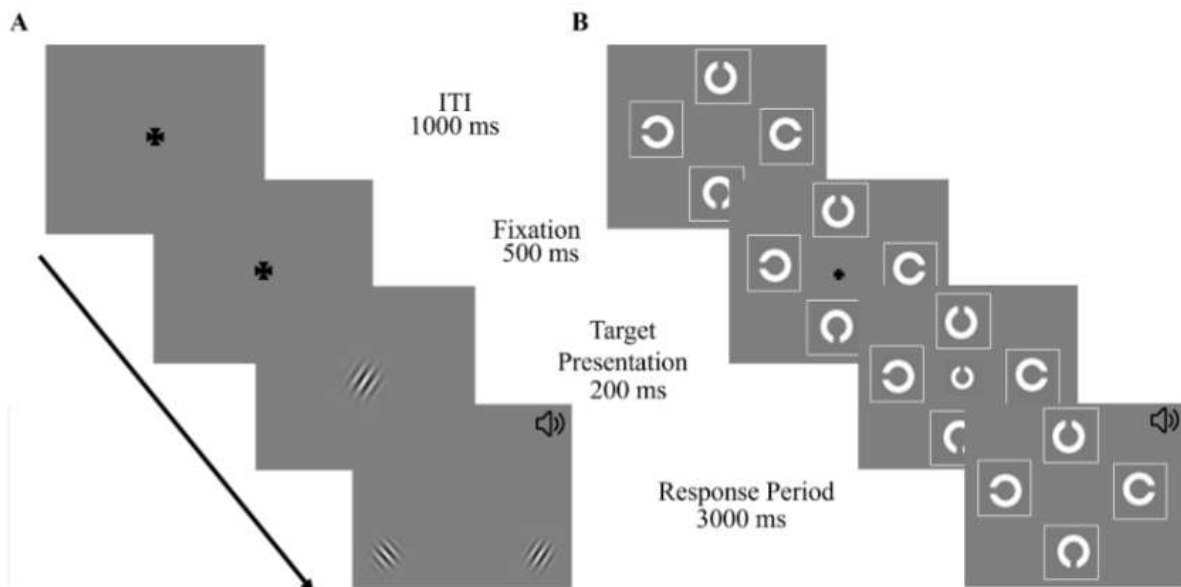 A
B
ITI
1000 ms
Fixation
500 ms
Target
Presentation
200 ms
Response Period
3000 ms